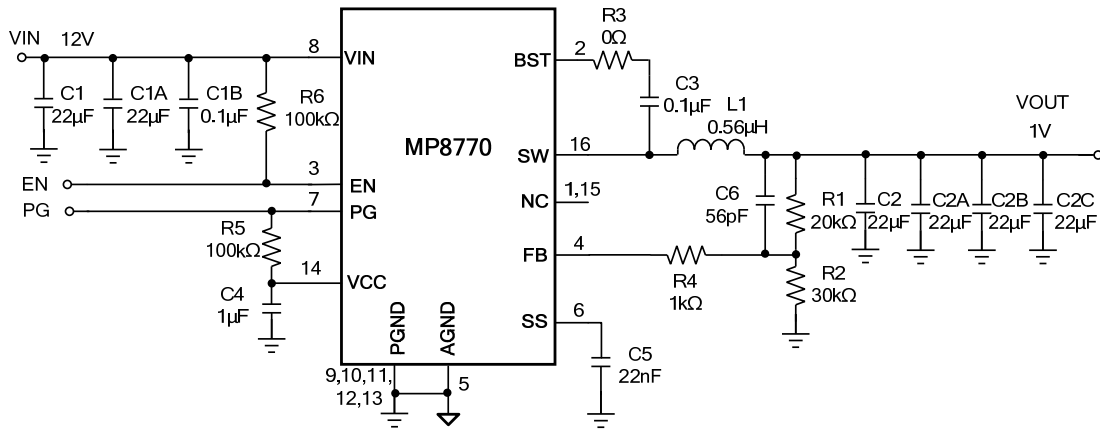 VIN 12V
C1
22µF
C1A
22µF
C1B
0.1µF
R6
100kΩ
8
VIN
EN
3
EN
PG
7
PG
R5
100kΩ
14
VCC
C4
1µF
MP8770
PGND
AGND
9,10,11,
12,13
5
BST
2
R3
0Ω
C3
0.1µF
L1
0.56µH
SW
16
NC
1,15
FB
4
R4
1kΩ
C6
56pF
R1
20kΩ
R2
30kΩ
SS
6
C5
22nF
C2
22µF
C2A
22µF
C2B
22µF
C2C
22µF
VOUT
1V